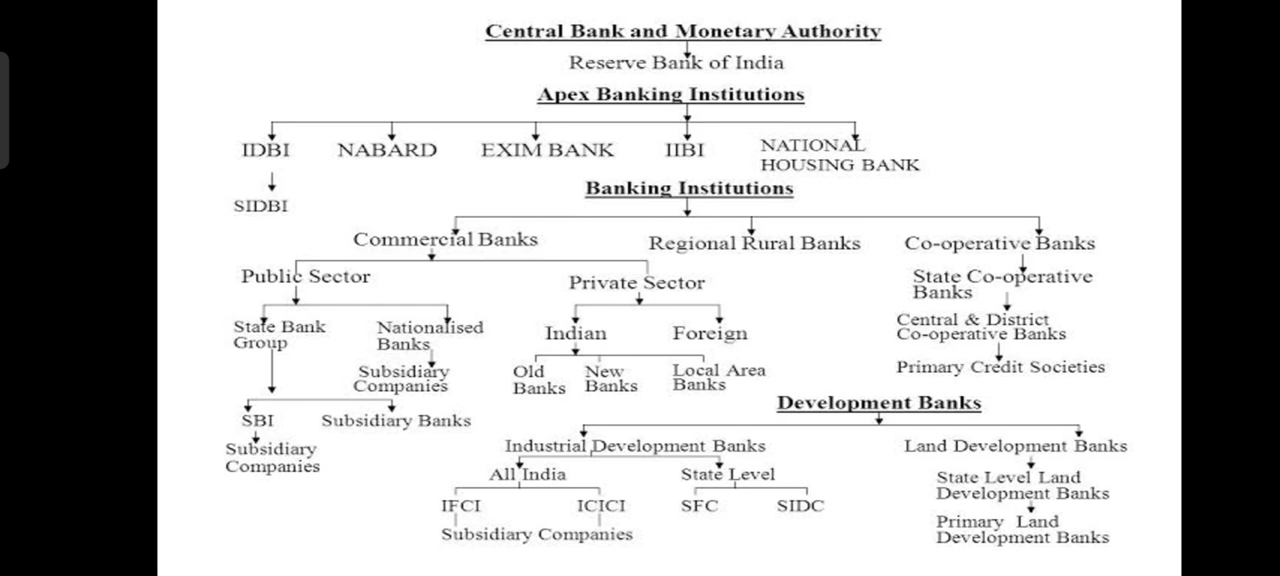 Central Bank and Monetary Authority
Reserve Bank of India
Apex Banking Institutions
IDBI NABARD EXIM BANK IIBI NATIONAL
HOUSING BANK
SIDBI
Banking Institutions
Commercial Banks Regional Rural Banks Co-operative Banks
Public Sector Private Sector State Co-operative
Banks
State Bank
Group
Nationalised
Banks
Indian Foreign
Central & District
Co-operative Banks
Subsidiary
Companies
Old
Banks
New
Banks
Local Area
Banks
Primary Credit Societies
SBI Subsidiary Banks
Subsidiary
Companies
Development Banks
Industrial Development Banks Land Development Banks
All India State Level
State Level Land
Development Banks
IFCI ICICI SFC SIDC
Subsidiary Companies
Primary Land
Development Banks